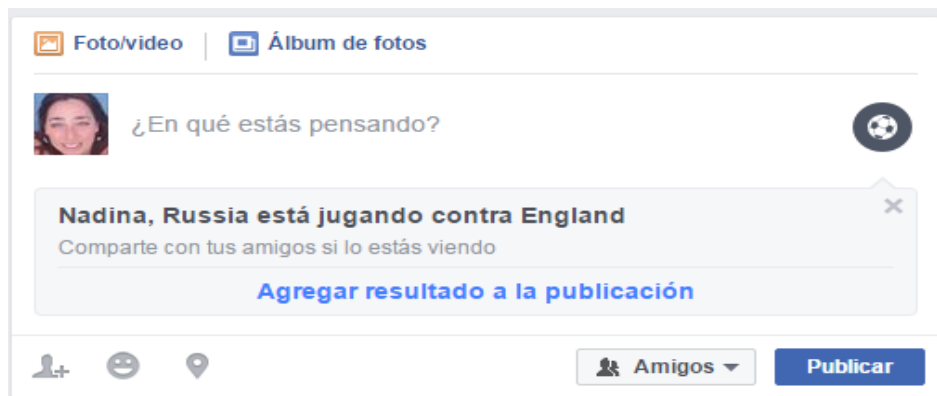 Foto/video Álbum de fotos
¿En qué estás pensando?
Nadina, Russia está jugando contra England
Comparte con tus amigos si lo estás viendo
Agregar resultado a la publicación
Amigos Publicar